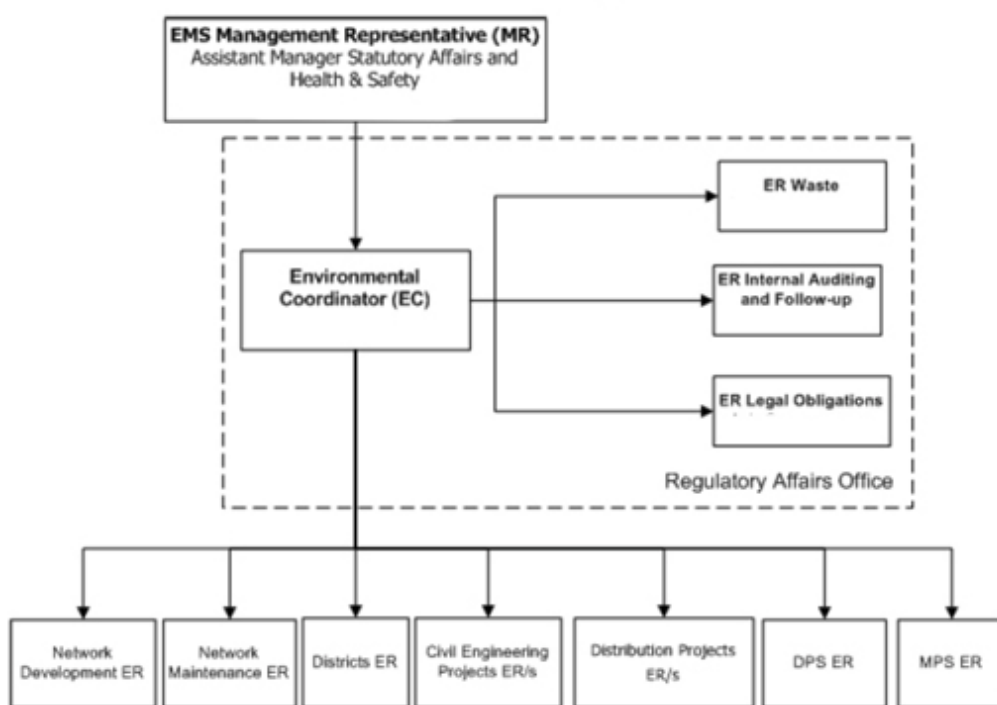 EMS Management Representative (MR)
Assistant Manager Statutory Affairs and
Health & Safety
Environmental
Coordinator (EC)
ER Waste
ER Internal Auditing
and Follow-up
ER Legal Obligations
Regulatory Affairs Office
Network
Development ER
Network
Maintenance ER
Districts ER
Civil Engineering
Projects ER/s
Distribution Projects
ER/s
DPS ER
MPS ER